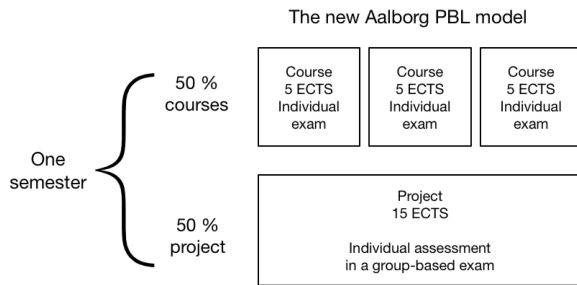 The new Aalborg PBL model
One
semester
50 %
courses
Course
5 ECTS
Individual
exam
Course
5 ECTS
Individual
exam
Course
5 ECTS
Individual
exam
50 %
project
Project
15 ECTS
Individual assessment
in a group-based exam